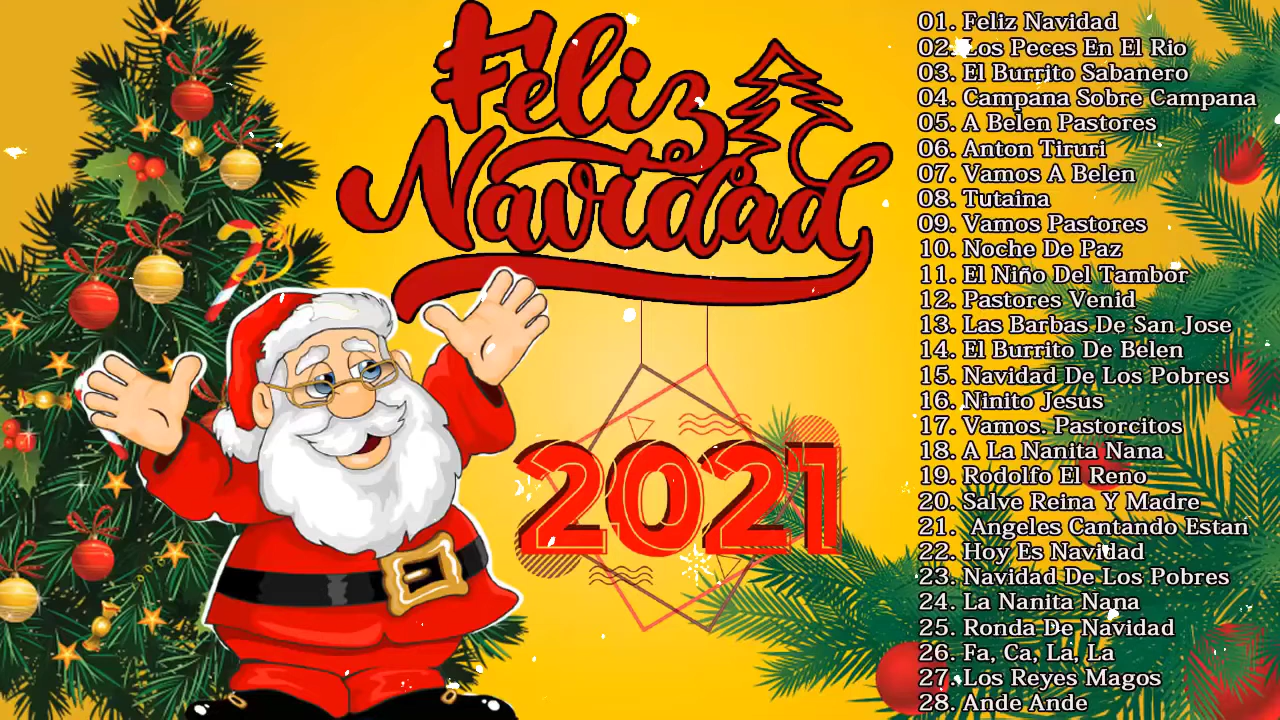 Feliz
Navidad
2021
01. Feliz Navidad
02. Los Peces En El Rio
03. El Burrito Sabanero
04. Campana Sobre Campana
05. A Belen Pastores
06. Anton Tiruri
07. Vamos A Belen
08. Tutaina
09. Vamos Pastores
10. Noche De Paz
11. El Niño Del Tambor
12. Pastores Venid
13. Las Barbas De San Jose
14. El Burrito De Belen
15. Navidad De Los Pobres
16. Ninito Jesus
17. Vamos. Pastorcitos
18. A La Nanita Nana
19. Rodolfo El Reno
20. Salve Reina Y Madre
21. Angeles Cantando Estan
22. Hoy Es Navidad
23. Navidad De Los Pobres
24. La Nanita Nana
25. Ronda De Navidad
26. Fa, Ca, La, La
27. Los Reyes Magos
28. Ande Ande